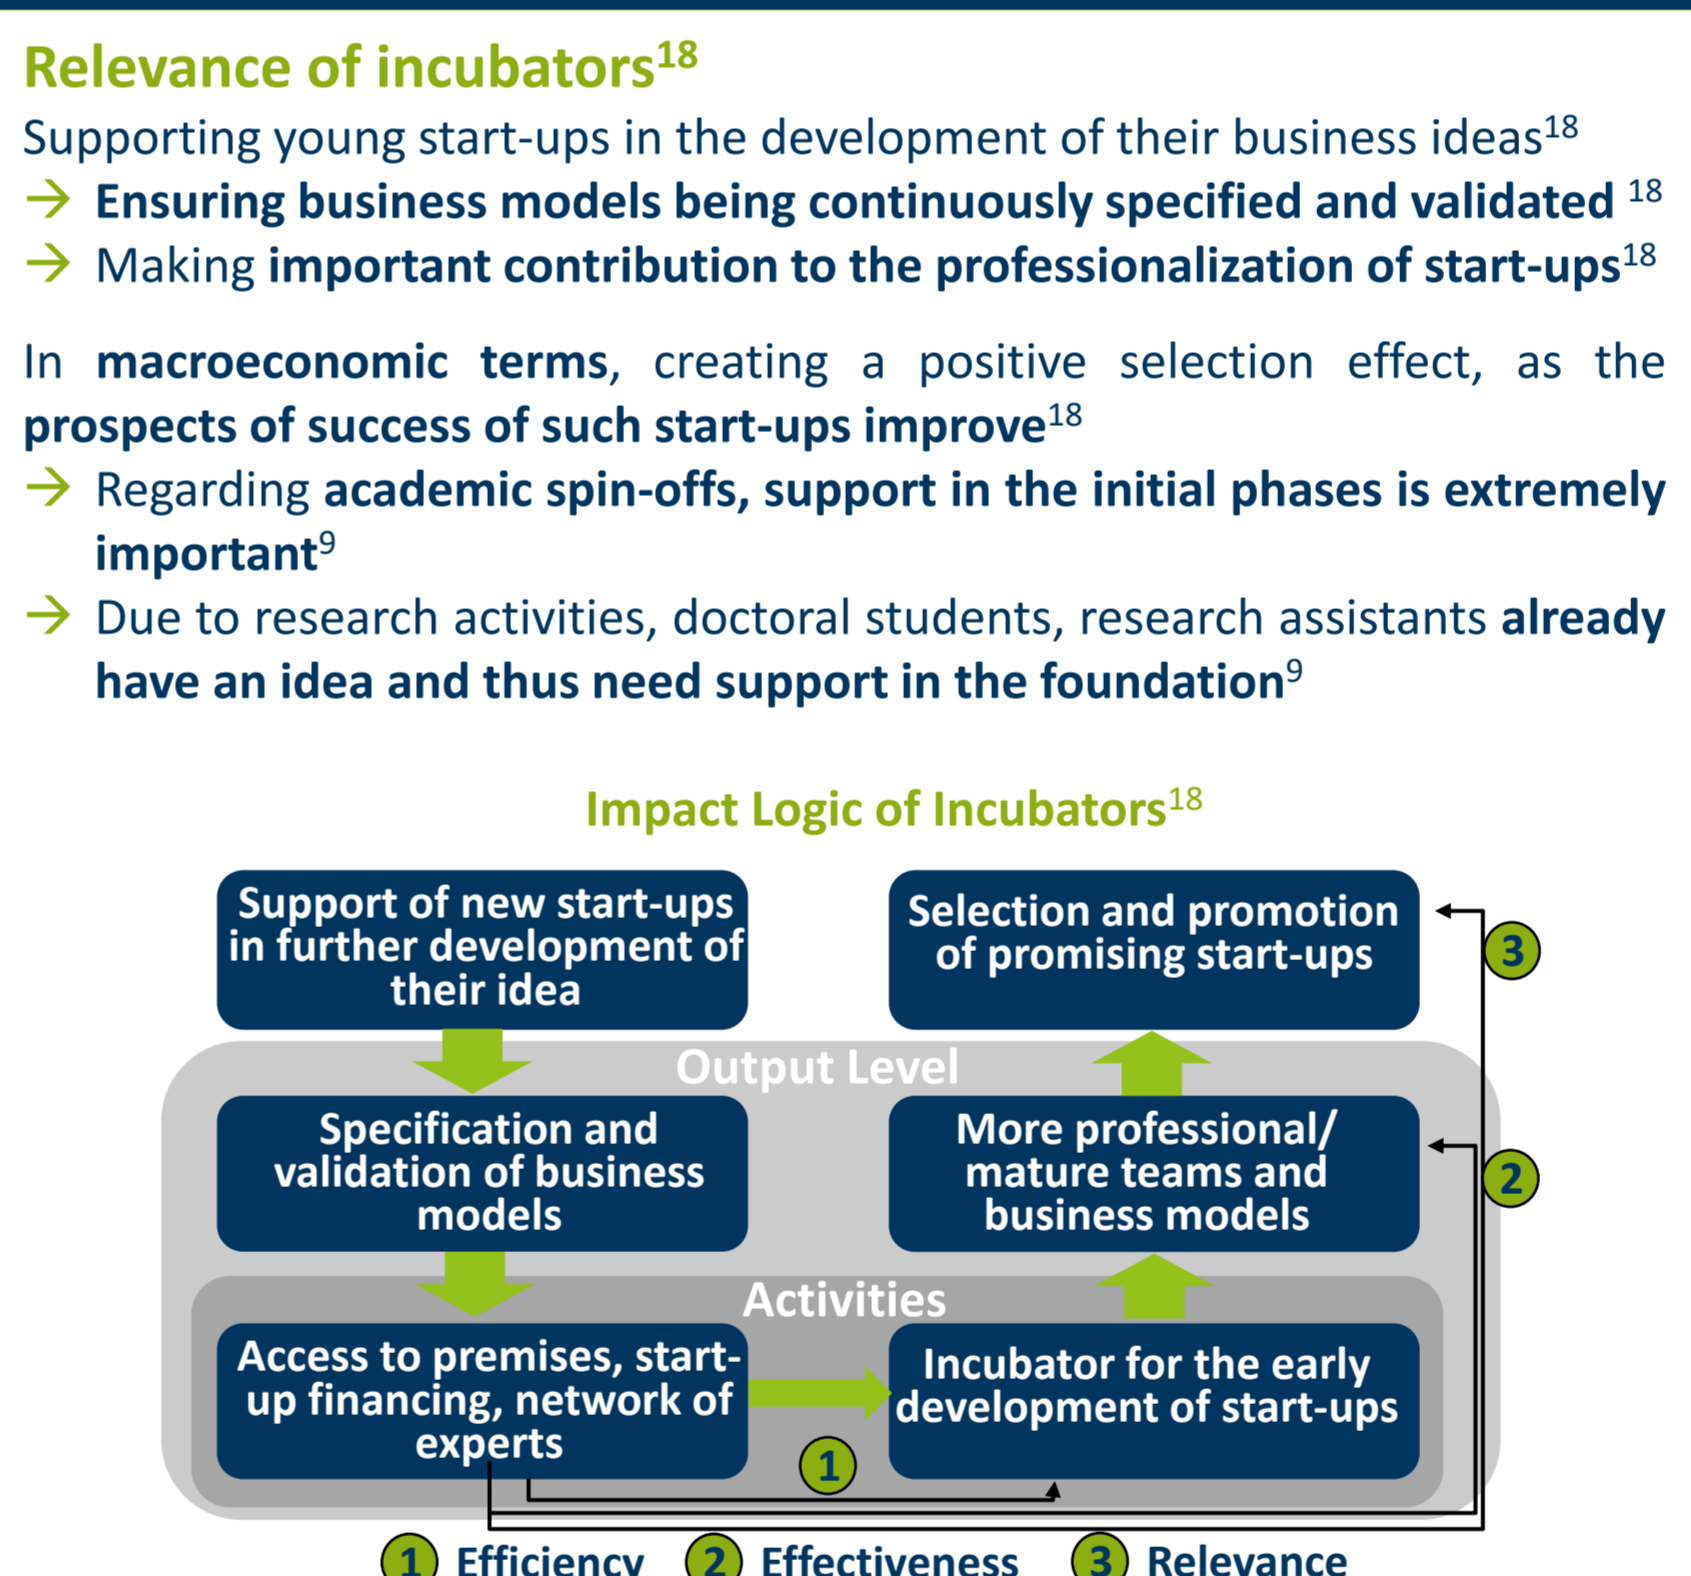 Relevance of incubators18
Supporting young start-ups in the development of their business ideas18
→ Ensuring business models being continuously specified and validated 18
→ Making important contribution to the professionalization of start-ups18
In macroeconomic terms, creating a positive selection effect, as the
prospects of success of such start-ups improve18
→ Regarding academic spin-offs, support in the initial phases is extremely
important9
→ Due to research activities, doctoral students, research assistants already
have an idea and thus need support in the foundation9
Impact Logic of Incubators18
Support of new start-ups
in further development of
their idea
Selection and promotion
of promising start-ups
3
Output Level
Specification and
validation of business
models
More professional/
mature teams and
business models
2
Activities
Access to premises, start-
up financing, network of
experts
Incubator for the early
development of start-ups
1
1 Efficiency 2 Effectiveness 3 Relevance